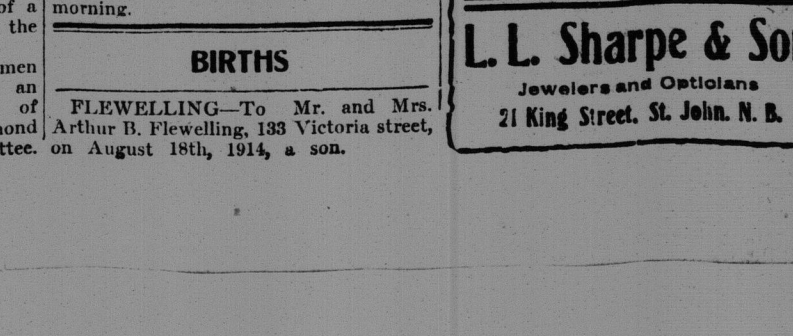 of a
the
men
an
of
ttee.
morning.
BIRTHS
FLEWELLING—To Mr. and Mrs.
Arthur B. Flewelling, 133 Victoria street,
on August 18th, 1914, a son.
L. L. Sharpe & So
Jewelers and Opticians
21 King Street. St. John. N. B.